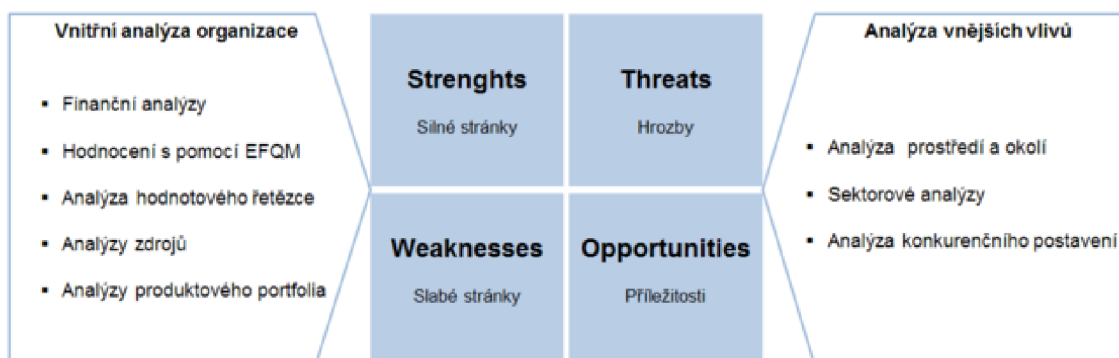 Vnitřní analýza organizace
▪ Finanční analýzy
▪ Hodnocení s pomocí EFQM
▪ Analýza hodnotového řetězce
▪ Analýzy zdrojů
▪ Analýzy produktového portfolia
Strenghts
Silné stránky
Threats
Hrozby
Weaknesses
Slabé stránky
Opportunities
Příležitosti
Analýza vnějších vlivů
▪ Analýza prostředí a okolí
▪ Sektorové analýzy
▪ Analýza konkurenčního postavení